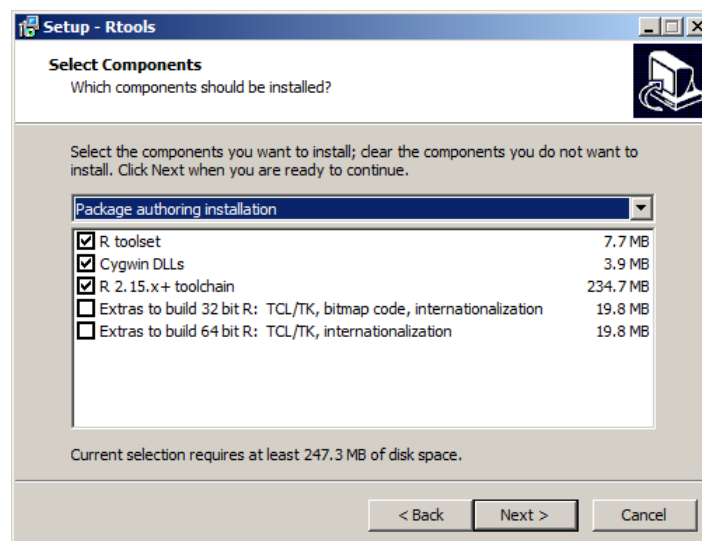 Setup - Rtools
Select Components
Which components should be installed?
Select the components you want to install; clear the components you do not want to
install. Click Next when you are ready to continue.
Package authoring installation
R toolset 7.7 MB
Cygwin DLLs 3.9 MB
R 2.15.x+ toolchain 234.7 MB
Extras to build 32 bit R: TCL/TK, bitmap code, internationalization 19.8 MB
Extras to build 64 bit R: TCL/TK, internationalization 19.8 MB
Current selection requires at least 247.3 MB of disk space.
< Back Next > Cancel